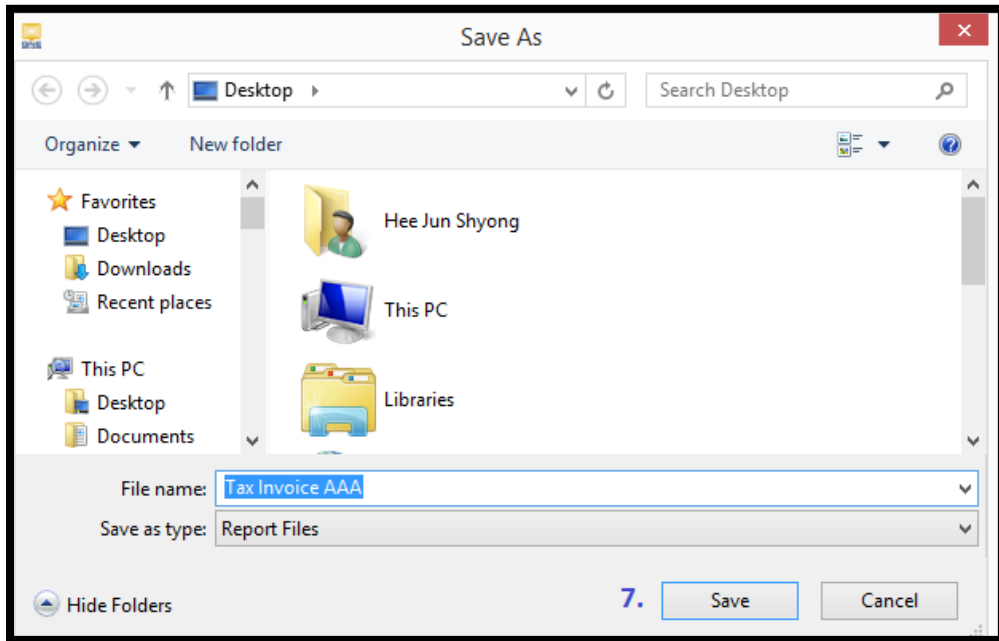 Save As
Desktop
Search Desktop
Organize
New folder
Favorites
Desktop
Downloads
Recent places
This PC
Desktop
Documents
Hee Jun Shyong
This PC
Libraries
File name: Tax Invoice AAA
Save as type: Report Files
Hide Folders
7. Save Cancel